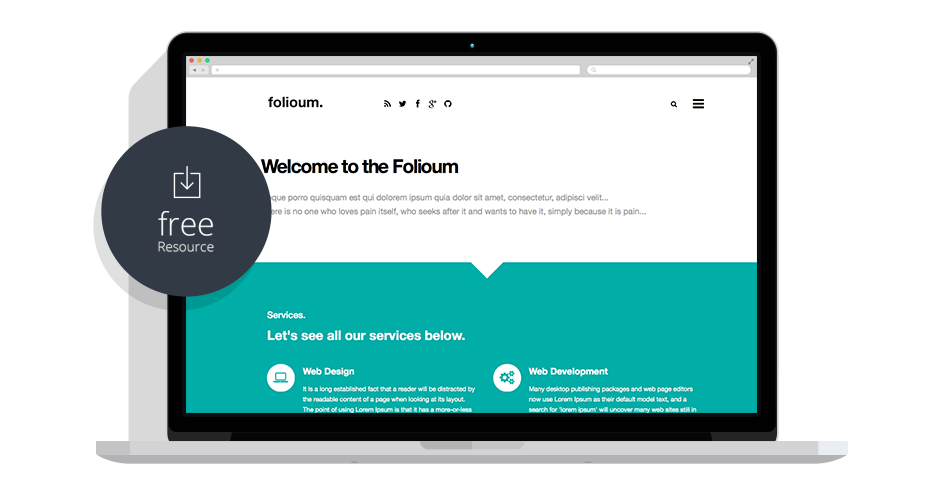 folioum.
Welcome to the Folioum
que porro quisquam est qui dolorem ipsum quia dolor sit amet, consectetur, adipisci velit...
ere is no one who loves pain itself, who seeks after it and wants to have it, simply because it is pain...
free
Resource
Services.
Let's see all our services below.
Web Design
It is a long established fact that a reader will be distracted by
the readable content of a page when looking at its layout.
The point of using Lorem Ipsum is that it has a more-or-less
Web Development
Many desktop publishing packages and web page editors
now use Lorem Ipsum as their default model text, and a
search for 'lorem ipsum' will uncover many web sites still in